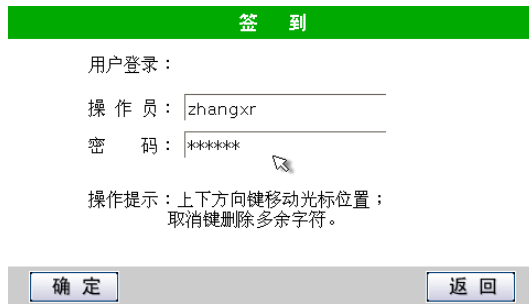 签 到
用户登录：
操 作 员： zhangxr
密 码： ******
操作提示：上下方向键移动光标位置；
取消键删除多余字符。
确 定 返 回